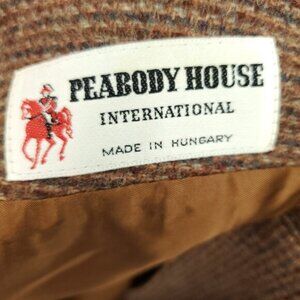 PEABODY HOUSE
INTERNATIONAL
MADE IN HUNGARY